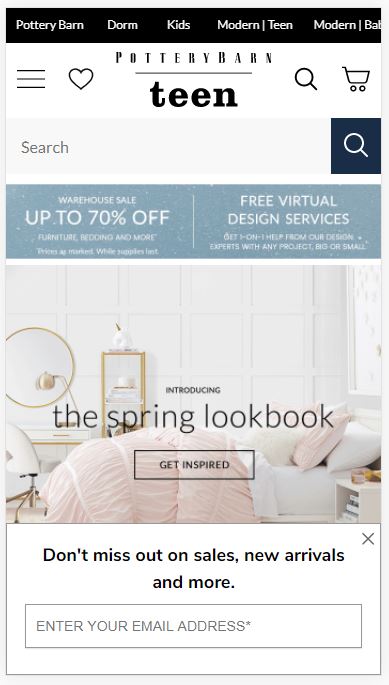 Pottery Barn Dorm Kids Modern | Teen Modern | Bab
POTTERYBARN
teen
Search
WAREHOUSE SALE
UP TO 70% OFF
FURNITURE, BEDDING AND MORE*
*Prices as marked. While supplies last.
FREE VIRTUAL
DESIGN SERVICES
GET 1-ON-1 HELP FROM OUR DESIGN
EXPERTS WITH ANY PROJECT, BIG OR SMALL
INTRODUCING
the spring lookbook
GET INSPIRED
Don't miss out on sales, new arrivals
and more.
ENTER YOUR EMAIL ADDRESS*